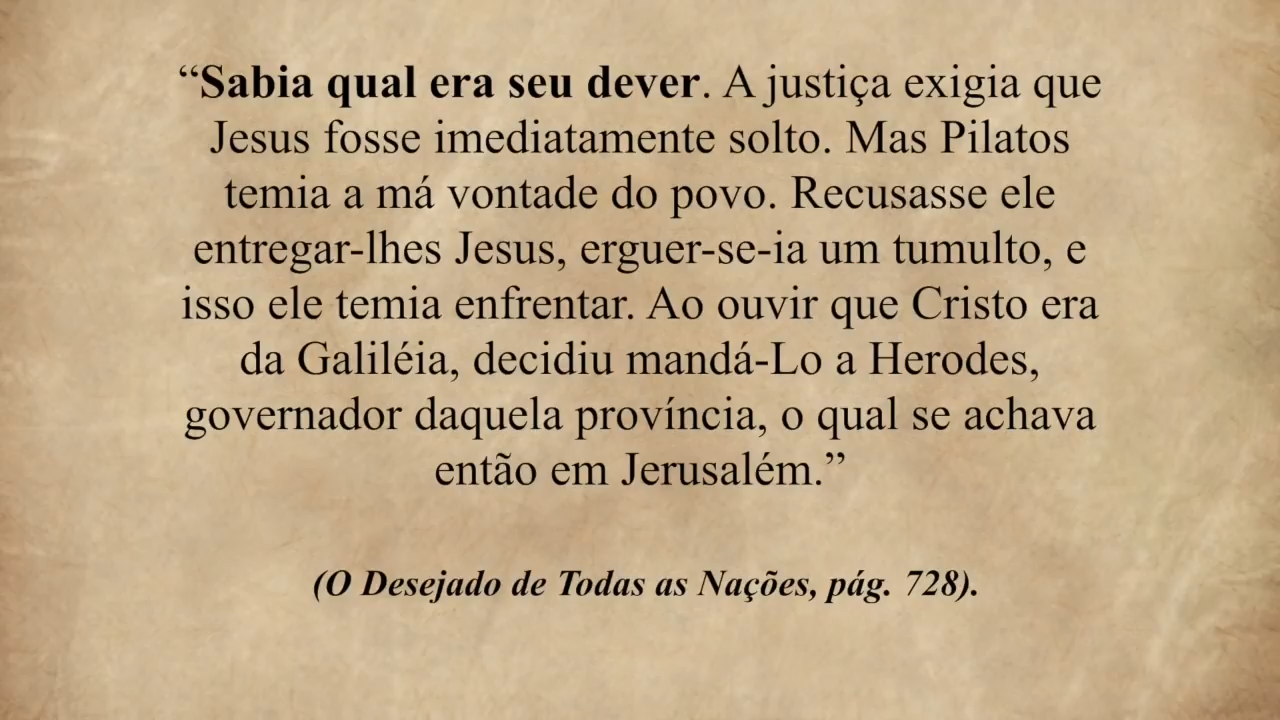 “Sabia qual era seu dever. A justiça exigia que
Jesus fosse imediatamente solto. Mas Pilatos
temia a má vontade do povo. Recusasse ele
entregar-lhes Jesus, erguer-se-ia um tumulto, e
isso ele temia enfrentar. Ao ouvir que Cristo era
da Galiléia, decidiu mandá-Lo a Herodes,
governador daquela província, o qual se achava
então em Jerusalém.”
(O Desejado de Todas as Nações, pág. 728).